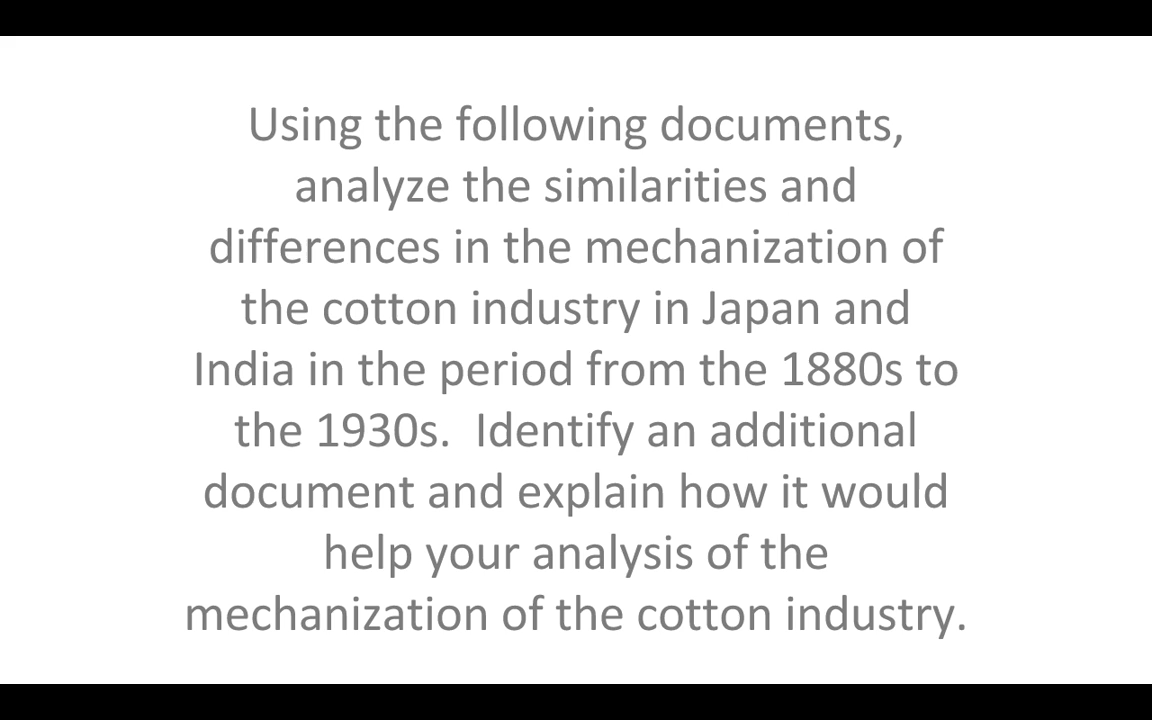 Using the following documents,
analyze the similarities and
differences in the mechanization of
the cotton industry in Japan and
India in the period from the 1880s to
the 1930s.  Identify an additional
document and explain how it would
help your analysis of the
mechanization of the cotton industry.